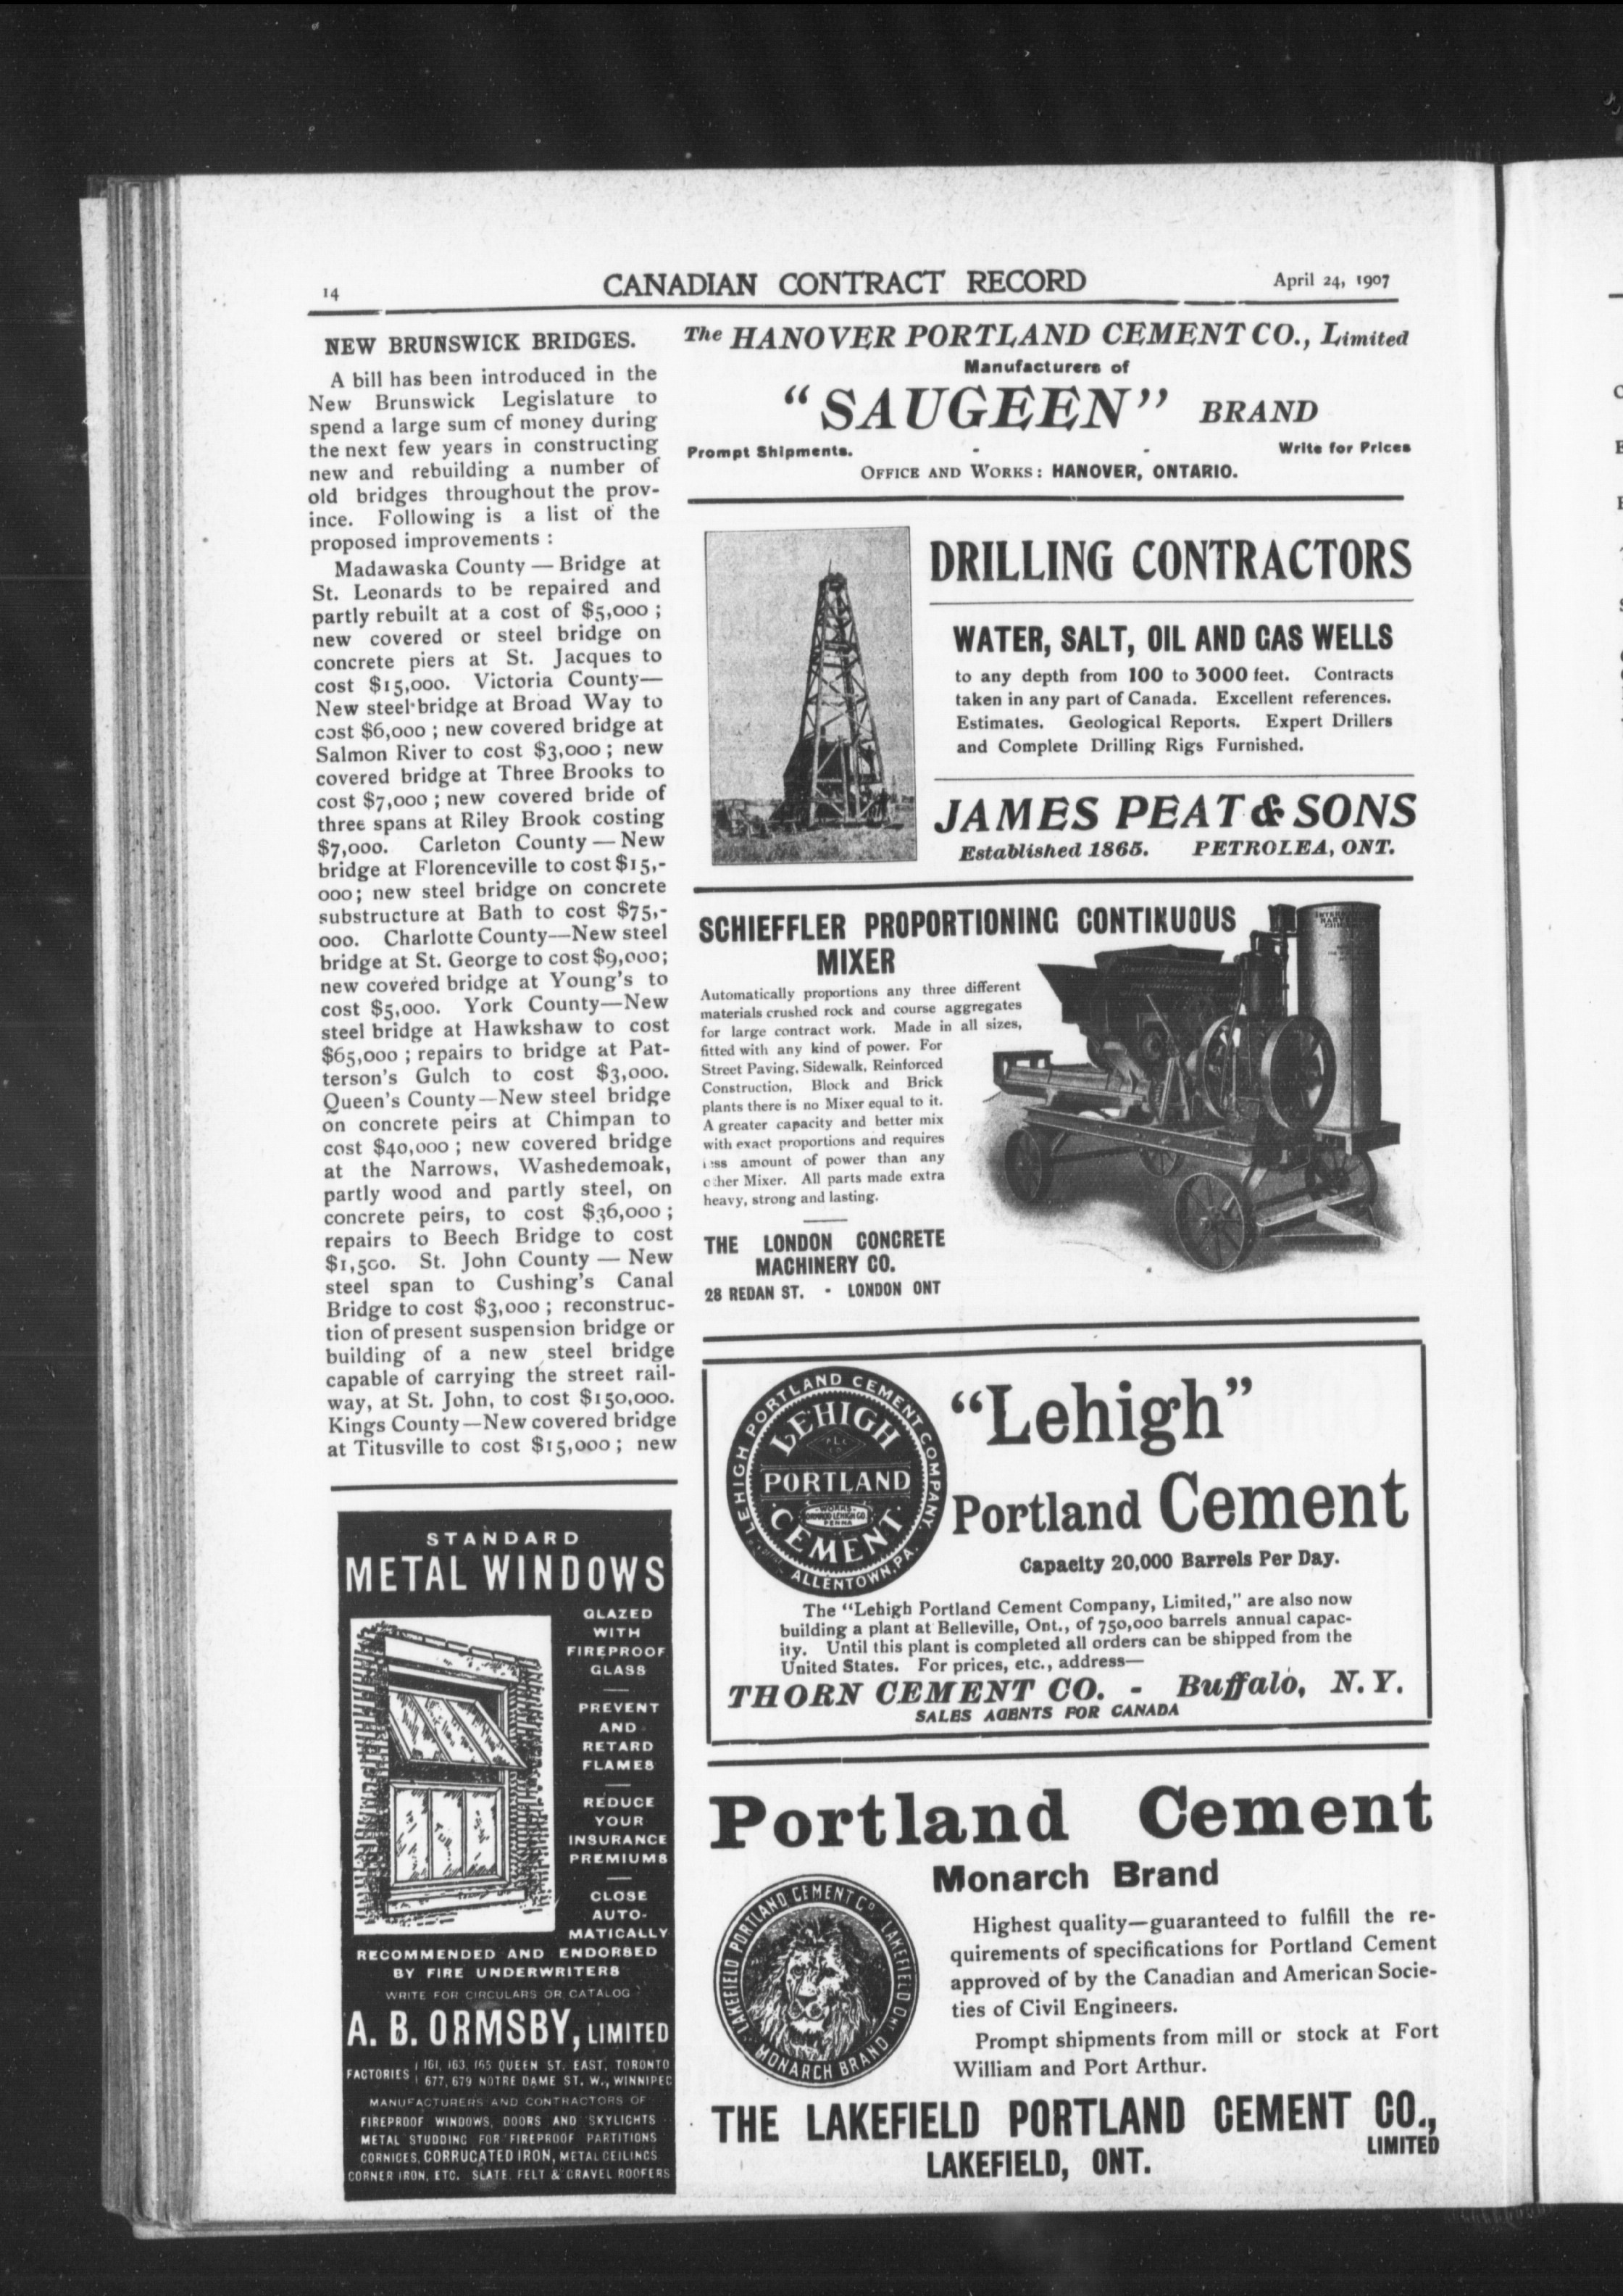 14
CANADIAN CONTRACT RECORD
April 24, 1907
NEW BRUNSWICK BRIDGES.
A bill has been introduced in the
New Brunswick Legislature to
spend a large sum of money during
the next few years in constructing
new and rebuilding a number of
old bridges throughout the prov-
ince. Following is a list of the
proposed improvements :
Madawaska County — Bridge at
St. Leonards to be repaired and
partly rebuilt at a cost of $5,000 ;
new covered or steel bridge on
concrete piers at St. Jacques to
cost $15,000. Victoria County—
New steel bridge at Broad Way to
cost $6,000 ; new covered bridge at
Salmon River to cost $3,000 ; new
covered bridge at Three Brooks to
cost $7,000 ; new covered bride of
three spans at Riley Brook costing
$7,000. Carleton County — New
bridge at Florenceville to cost $15,-
000; new steel bridge on concrete
substructure at Bath to cost $75,-
000. Charlotte County—New steel
bridge at St. George to cost $9,000;
new covered bridge at Young's to
cost $5,000. York County—New
steel bridge at Hawkshaw to cost
$65,000 ; repairs to bridge at Pat-
terson's Gulch to cost $3,000.
Queen's County—New steel bridge
on concrete peirs at Chimpan to
cost $40,000 ; new covered bridge
at the Narrows, Washedemoak,
partly wood and partly steel, on
concrete peirs, to cost $36,000 ;
repairs to Beech Bridge to cost
$1,500. St. John County — New
steel span to Cushing's Canal
Bridge to cost $3,000 ; reconstruc-
tion of present suspension bridge or
building of a new steel bridge
capable of carrying the street rail-
way, at St. John, to cost $150,000.
Kings County—New covered bridge
at Titusville to cost $15,000 ; new
STANDARD
METAL WINDOWS
GLAZED
WITH
FIREPROOF
GLASS
PREVENT
AND
RETARD
FLAMES
REDUCE
YOUR
INSURANCE
PREMIUMS
CLOSE
AUTO-
MATICALLY
RECOMMENDED AND ENDORSED
BY FIRE UNDERWRITERS
WRITE FOR CIRCULARS OR CATALOG
A. B. ORMSBY, LIMITED
FACTORIES 161, 163, 165 QUEEN ST. EAST, TORONTO
677, 679 NOTRE DAME ST. W., WINNIPEG
MANUFACTURERS AND CONTRACTORS OF
FIREPROOF WINDOWS, DOORS AND SKYLIGHTS
METAL STUDDING FOR FIREPROOF PARTITIONS
CORNICES, CORRUGATED IRON, METAL CEILINGS
CORNER IRON, ETC. SLATE, FELT & GRAVEL ROOFERS
The HANOVER PORTLAND CEMENT CO., Limited
Manufacturers of
"SAUGEEN" BRAND
Prompt Shipments. - - Write for Prices
OFFICE AND WORKS : HANOVER, ONTARIO.
DRILLING CONTRACTORS
WATER, SALT, OIL AND GAS WELLS
to any depth from 100 to 3000 feet. Contracts
taken in any part of Canada. Excellent references.
Estimates. Geological Reports. Expert Drillers
and Complete Drilling Rigs Furnished.
JAMES PEAT & SONS
Established 1865. PETROLEA, ONT.
SCHIEFFLER PROPORTIONING CONTINUOUS
MIXER
Automatically proportions any three different
materials crushed rock and course aggregates
for large contract work. Made in all sizes,
fitted with any kind of power. For
Street Paving, Sidewalk, Reinforced
Construction, Block and Brick
plants there is no Mixer equal to it.
A greater capacity and better mix
with exact proportions and requires
less amount of power than any
other Mixer. All parts made extra
heavy, strong and lasting.
THE LONDON CONCRETE
MACHINERY CO.
28 REDAN ST. - LONDON ONT
LEHIGH PORTLAND CEMENT COMPANY.
ALLENTOWN, PA.
LEHIGH
PORTLAND
CEMENT
"Lehigh"
Portland Cement
Capacity 20,000 Barrels Per Day.
The "Lehigh Portland Cement Company, Limited," are also now
building a plant at Belleville, Ont., of 750,000 barrels annual capac-
ity. Until this plant is completed all orders can be shipped from the
United States. For prices, etc., address—
THORN CEMENT CO. - Buffalo, N. Y.
SALES AGENTS FOR CANADA
Portland Cement
Monarch Brand
LAKEFIELD PORTLAND CEMENT Co. LAKEFIELD ONT
MONARCH BRAND
Highest quality—guaranteed to fulfill the re-
quirements of specifications for Portland Cement
approved of by the Canadian and American Socie-
ties of Civil Engineers.
Prompt shipments from mill or stock at Fort
William and Port Arthur.
THE LAKEFIELD PORTLAND CEMENT CO.,
LIMITED
LAKEFIELD, ONT.